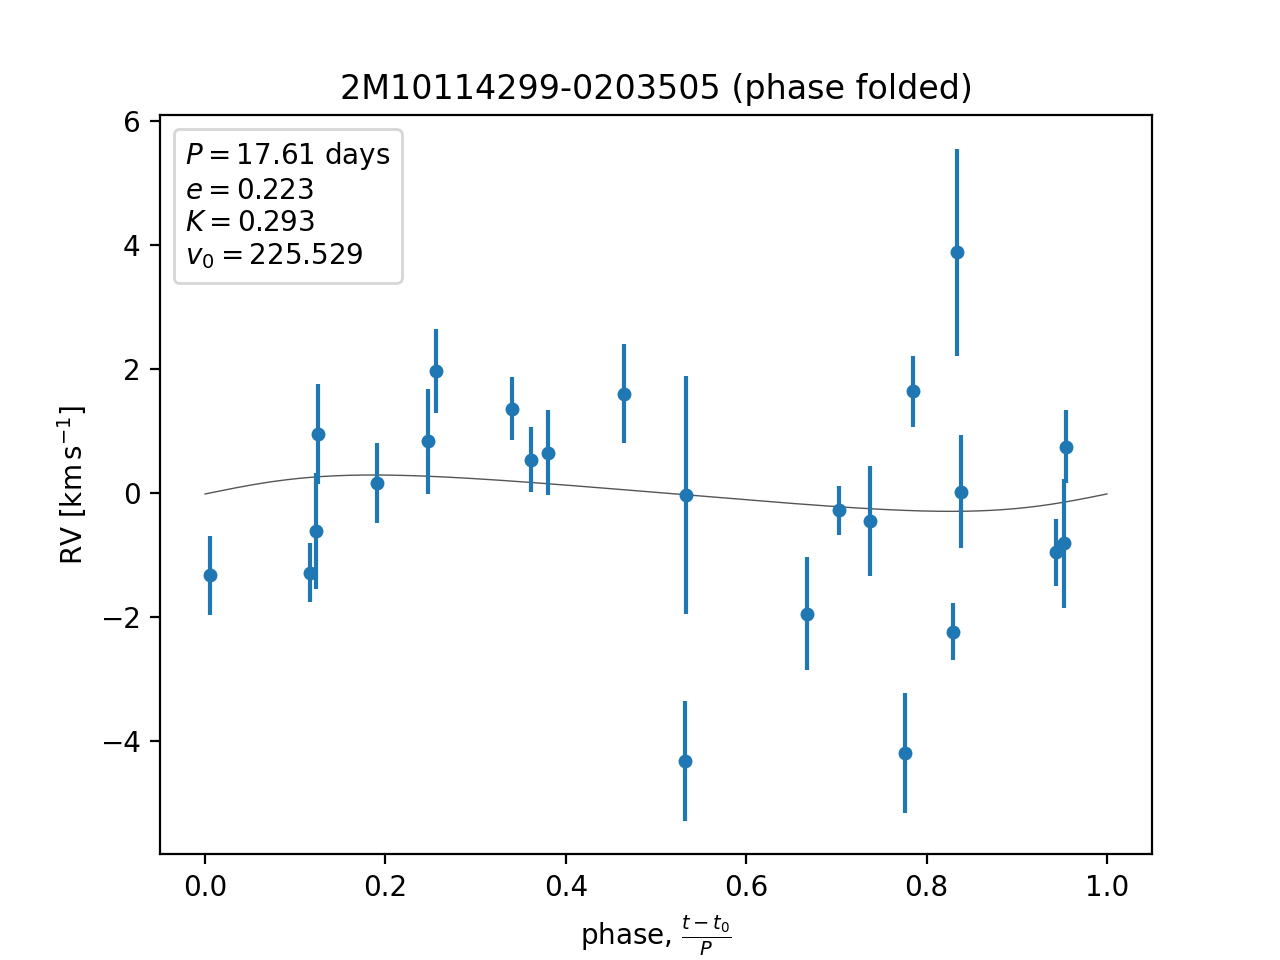 2M10114299-0203505 (phase folded)
P = 17.61 days
e = 0.223
K = 0.293
v₀ = 225.529
6
4
2
0
−2
−4
RV [km s⁻¹]
0.0 0.2 0.4 0.6 0.8 1.0
phase, (t − t₀)/P